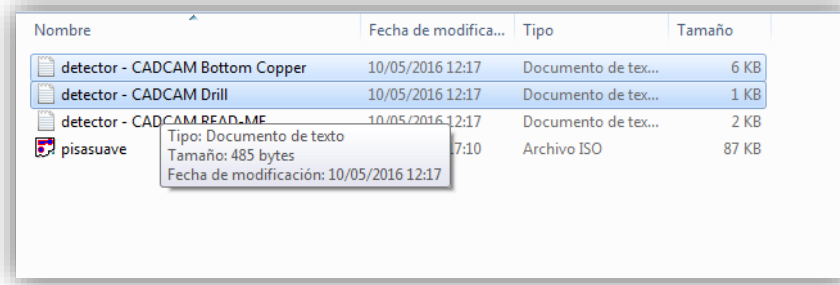 Nombre Fecha de modifica... Tipo Tamaño
detector - CADCAM Bottom Copper 10/05/2016 12:17 Documento de tex... 6 KB
detector - CADCAM Drill 10/05/2016 12:17 Documento de tex... 1 KB
detector - CADCAM READ-ME 10/05/2016 12:17 Documento de tex... 2 KB
pisasuave 7:10 Archivo ISO 87 KB
Tipo: Documento de texto
Tamaño: 485 bytes
Fecha de modificación: 10/05/2016 12:17